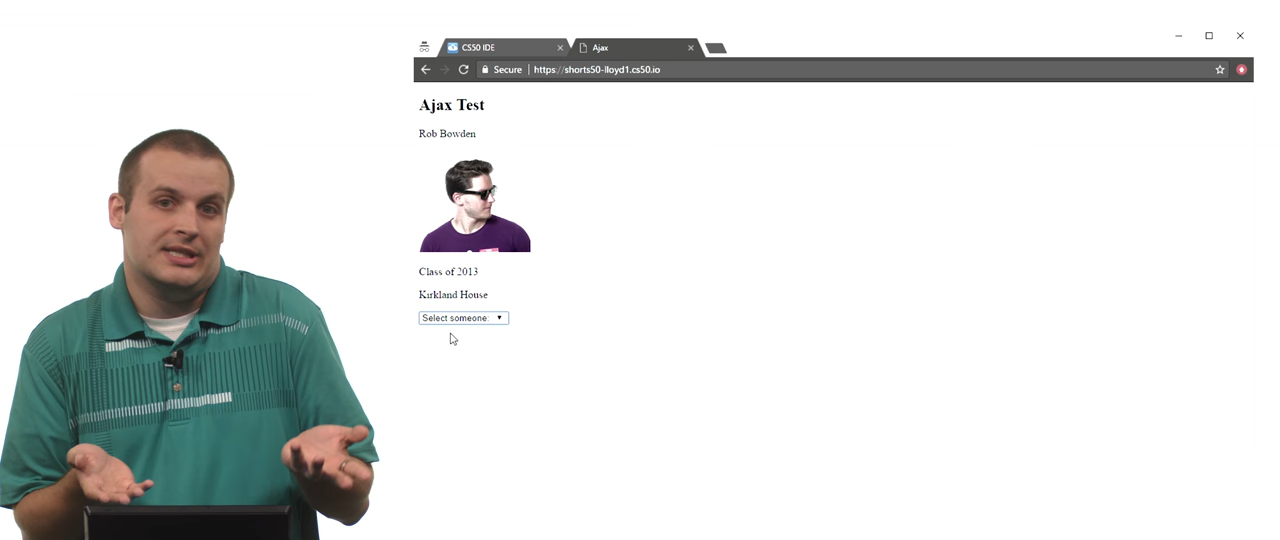 CS50 IDE
Ajax
Secure
https://shorts50-lloyd1.cs50.io
Ajax Test
Rob Bowden
Class of 2013
Kirkland House
Select someone: